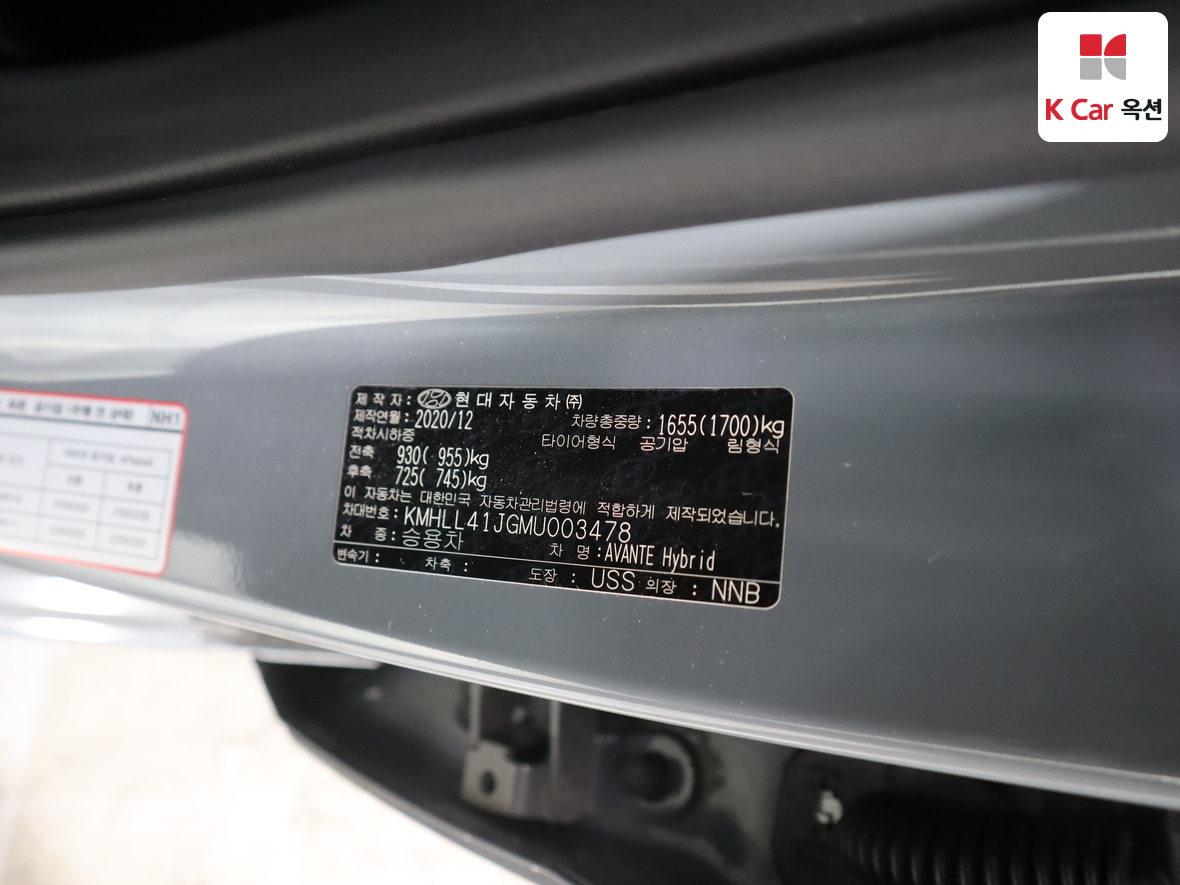 K Car 옥션
제 작 자 : 현 대 자 동 차 ㈜
제작연월 : 2020/12 차량총중량 : 1655(1700)kg
적차시하중 타이어형식 공기압 림형식
전축 930( 955)kg
후축 725( 745)kg
이 자동차는 대한민국 자동차관리법령에 적합하게 제작되었습니다.
차대번호 : KMHLL41JGMU003478
차 종 : 승용차 차 명 : AVANTE Hybrid
변속기 : 차축 : 도장 : USS 의장 : NNB
NH1